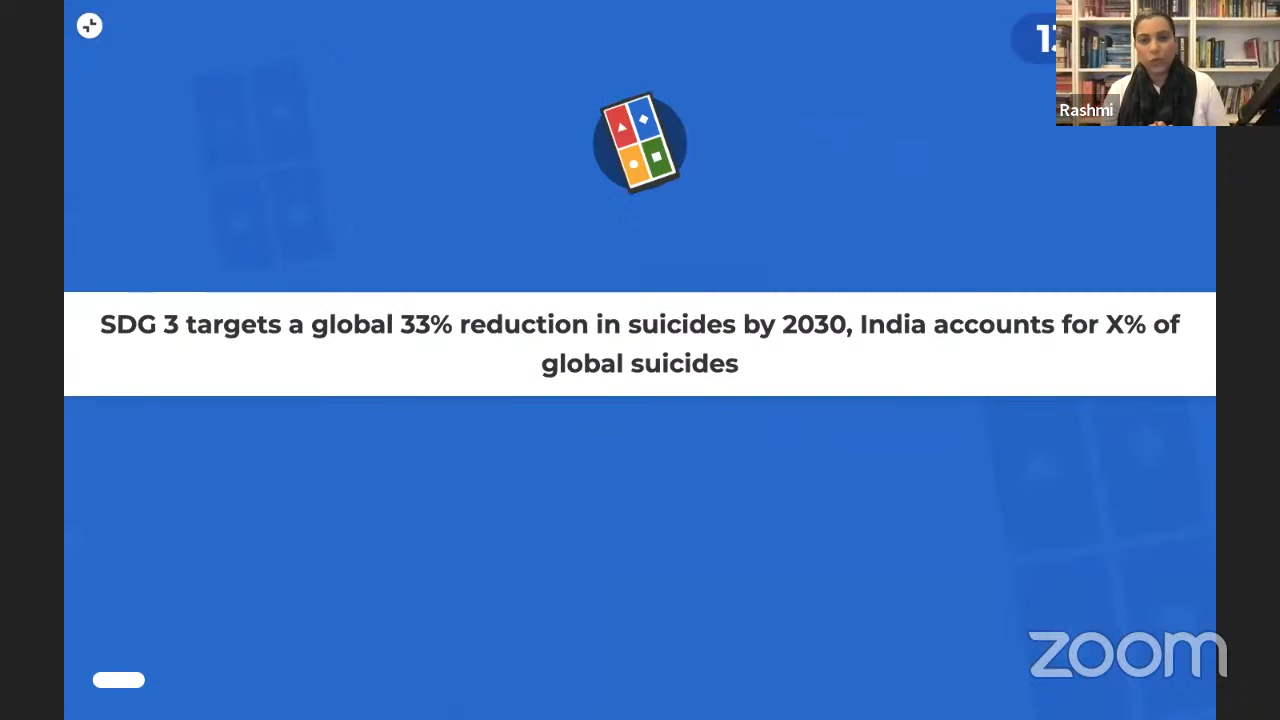 Rashmi
SDG 3 targets a global 33% reduction in suicides by 2030, India accounts for X% of
global suicides
zoom